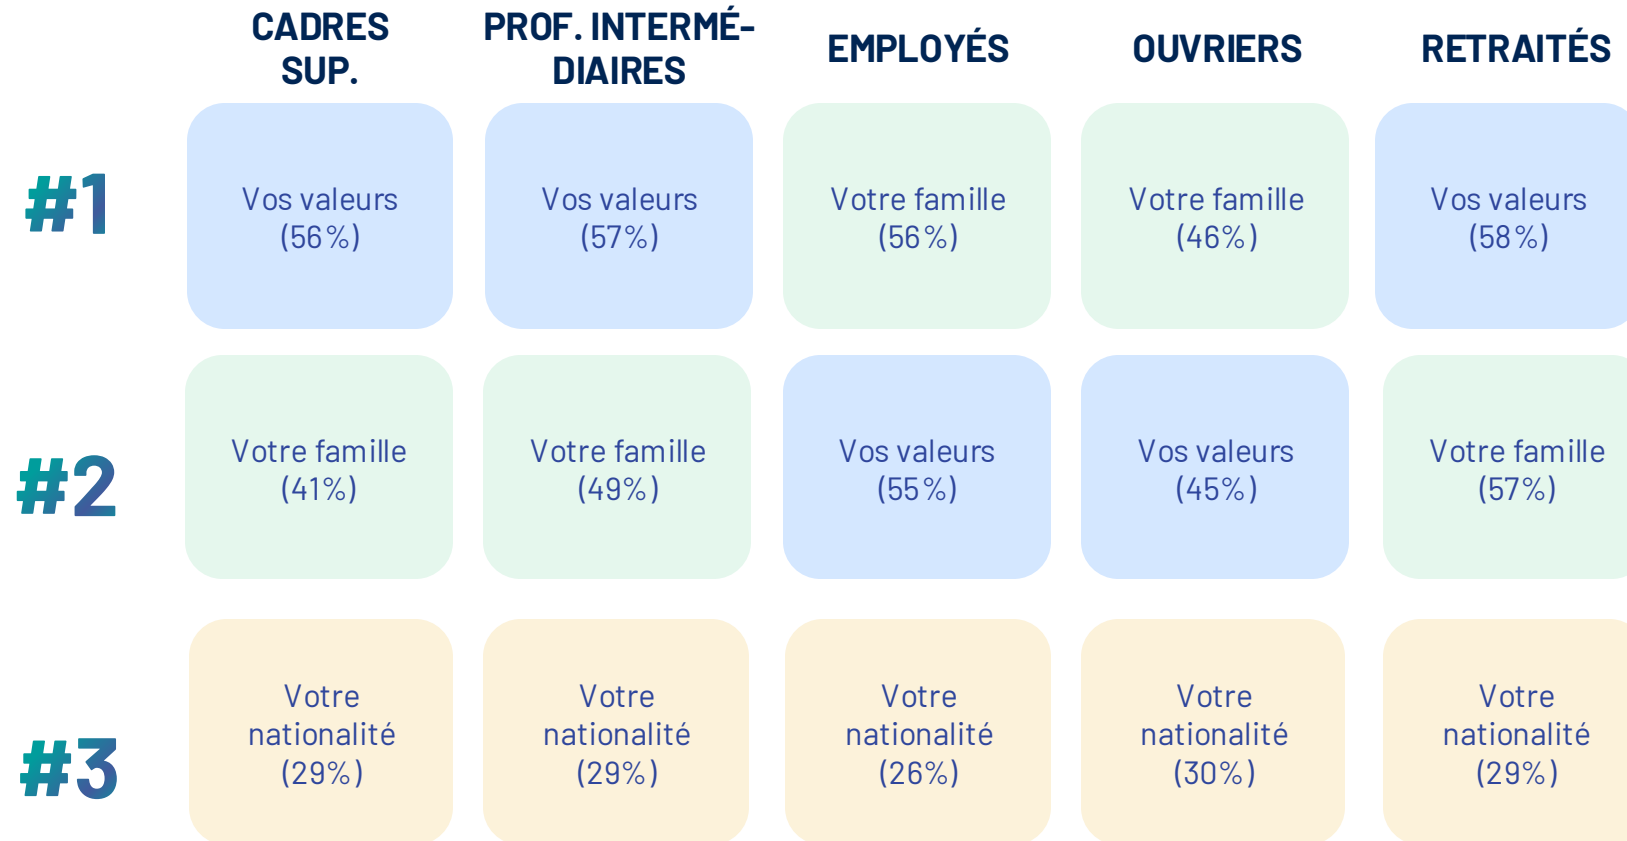 CADRES
SUP.
PROF. INTERMÉ-
DIAIRES
EMPLOYÉS
OUVRIERS
RETRAITÉS
#1
Vos valeurs
(56%)
Vos valeurs
(57%)
Votre famille
(56%)
Votre famille
(46%)
Vos valeurs
(58%)
#2
Votre famille
(41%)
Votre famille
(49%)
Vos valeurs
(55%)
Vos valeurs
(45%)
Votre famille
(57%)
#3
Votre
nationalité
(29%)
Votre
nationalité
(29%)
Votre
nationalité
(26%)
Votre
nationalité
(30%)
Votre
nationalité
(29%)